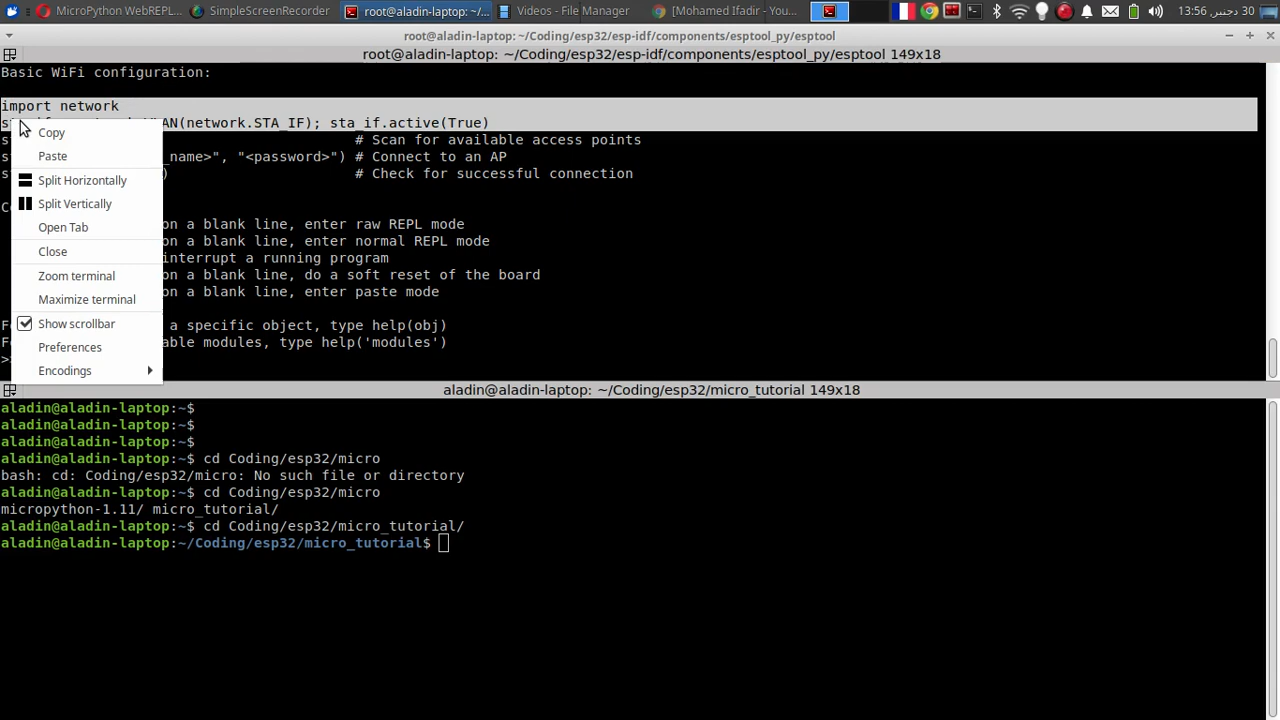 MicroPython WebREPL...
SimpleScreenRecorder
root@aladin-laptop: ~/...
Videos - File Manager
[Mohamed Ifadir - You...
30 دجنبر, 13:56
root@aladin-laptop: ~/Coding/esp32/esp-idf/components/esptool_py/esptool
root@aladin-laptop: ~/Coding/esp32/esp-idf/components/esptool_py/esptool 149x18
Basic WiFi configuration:
import network
(network.STA_IF); sta_if.active(True)
# Scan for available access points
_name>", "<password>") # Connect to an AP
) # Check for successful connection
on a blank line, enter raw REPL mode
on a blank line, enter normal REPL mode
interrupt a running program
on a blank line, do a soft reset of the board
on a blank line, enter paste mode
a specific object, type help(obj)
able modules, type help('modules')
Copy
Paste
Split Horizontally
Split Vertically
Open Tab
Close
Zoom terminal
Maximize terminal
Show scrollbar
Preferences
Encodings
aladin@aladin-laptop: ~/Coding/esp32/micro_tutorial 149x18
aladin@aladin-laptop:~$
aladin@aladin-laptop:~$
aladin@aladin-laptop:~$
aladin@aladin-laptop:~$ cd Coding/esp32/micro
bash: cd: Coding/esp32/micro: No such file or directory
aladin@aladin-laptop:~$ cd Coding/esp32/micro
micropython-1.11/ micro_tutorial/
aladin@aladin-laptop:~$ cd Coding/esp32/micro_tutorial/
aladin@aladin-laptop:~/Coding/esp32/micro_tutorial$